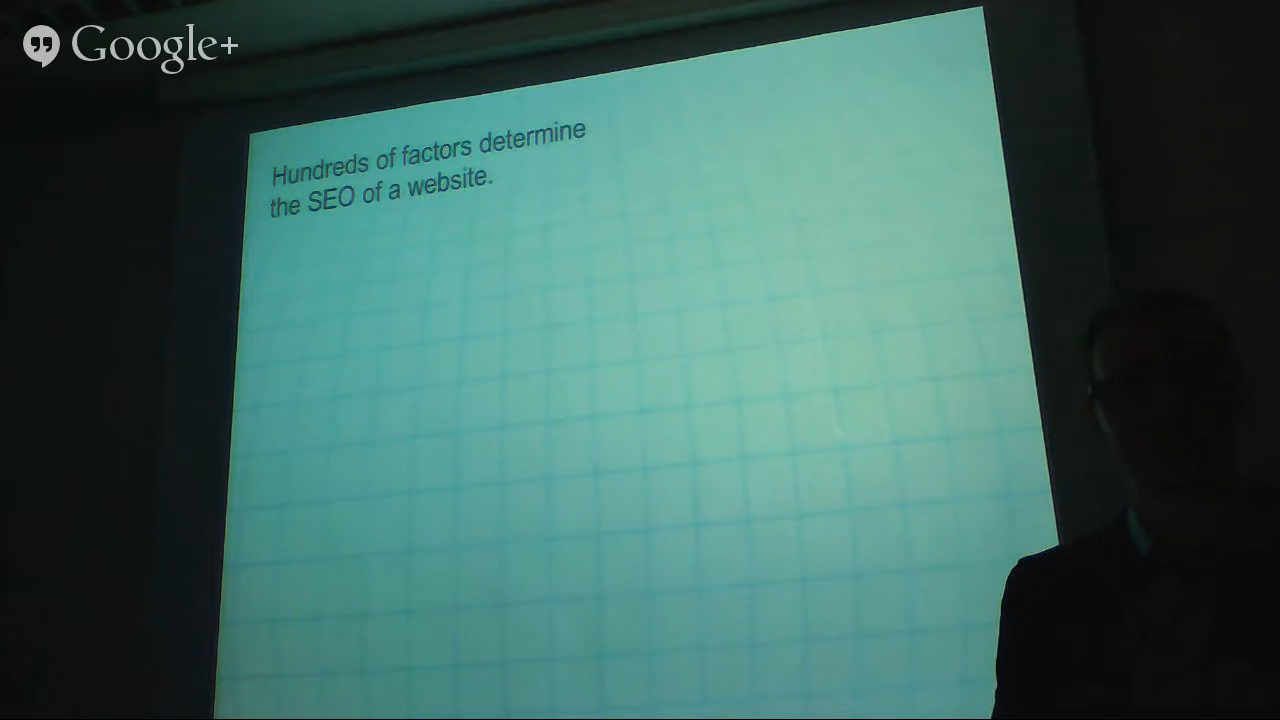 Google+
Hundreds of factors determine
the SEO of a website.